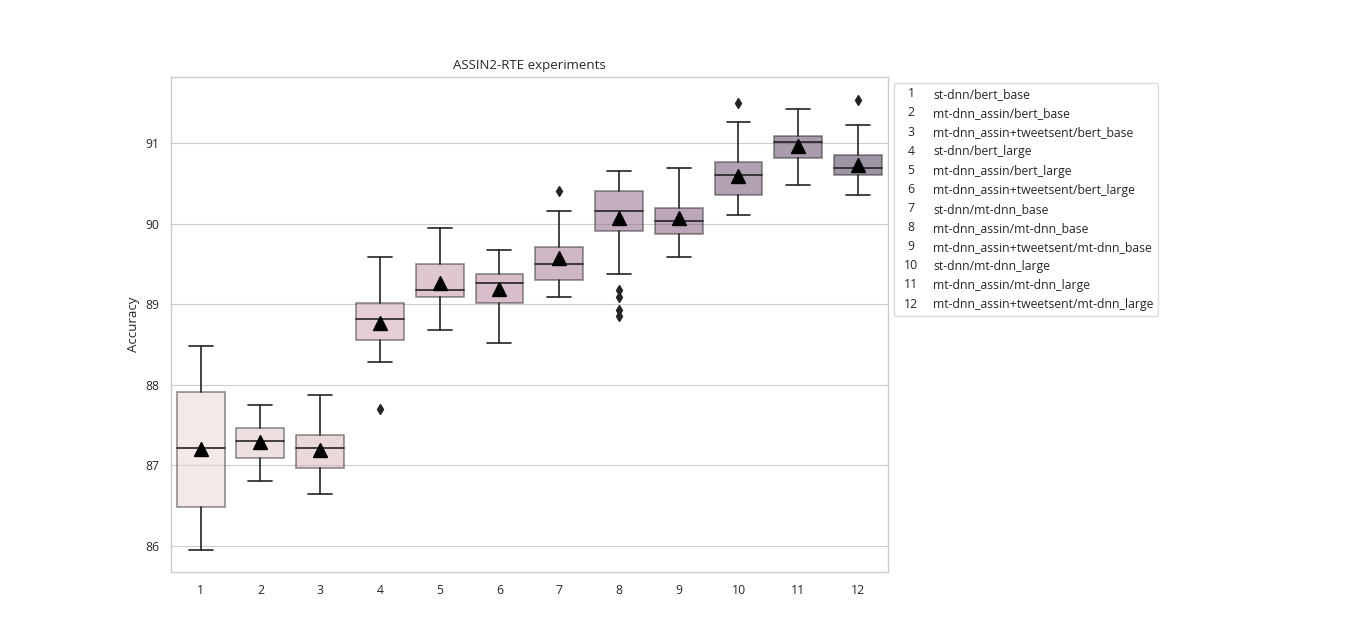 ASSIN2-RTE experiments
Accuracy
91
90
89
88
87
86
1 2 3 4 5 6 7 8 9 10 11 12
1 st-dnn/bert_base
2 mt-dnn_assin/bert_base
3 mt-dnn_assin+tweetsent/bert_base
4 st-dnn/bert_large
5 mt-dnn_assin/bert_large
6 mt-dnn_assin+tweetsent/bert_large
7 st-dnn/mt-dnn_base
8 mt-dnn_assin/mt-dnn_base
9 mt-dnn_assin+tweetsent/mt-dnn_base
10 st-dnn/mt-dnn_large
11 mt-dnn_assin/mt-dnn_large
12 mt-dnn_assin+tweetsent/mt-dnn_large